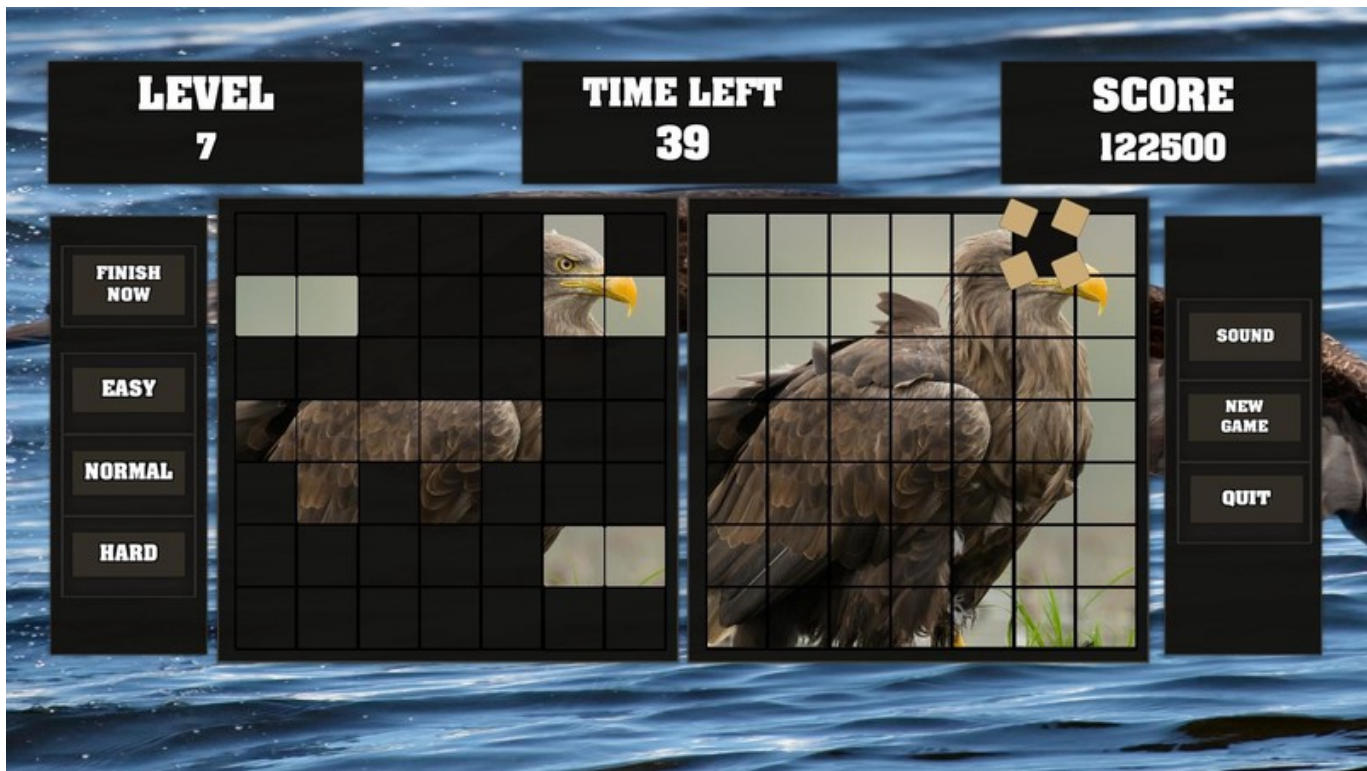 LEVEL
7
TIME LEFT
39
SCORE
122500
FINISH
NOW
EASY
NORMAL
HARD
SOUND
NEW
GAME
QUIT